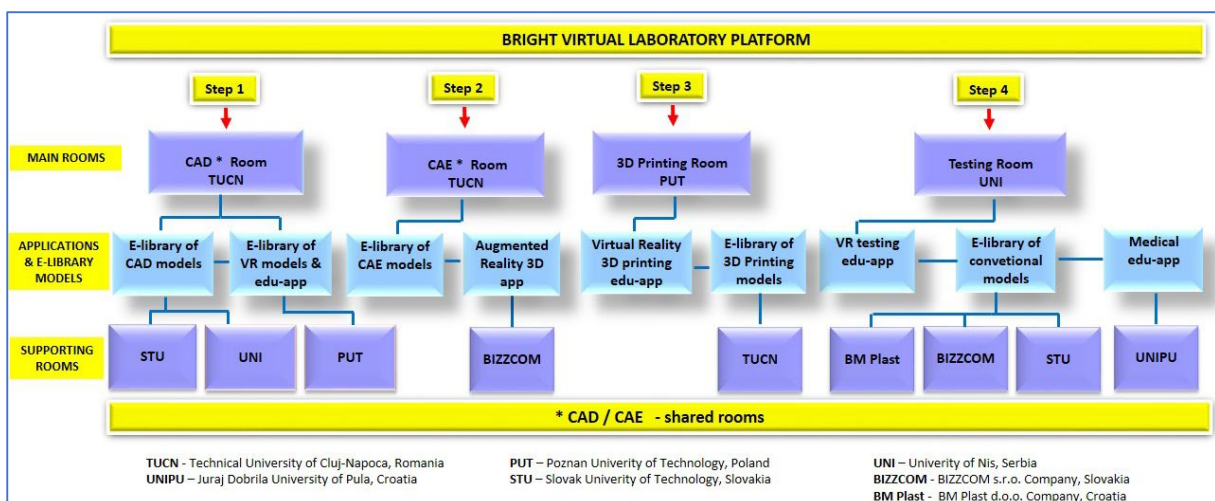 BRIGHT VIRTUAL LABORATORY PLATFORM
Step 1
Step 2
Step 3
Step 4
MAIN ROOMS
CAD * Room
TUCN
CAE * Room
TUCN
3D Printing Room
PUT
Testing Room
UNI
APPLICATIONS
& E-LIBRARY
MODELS
E-library of
CAD models
E-library of
VR models &
edu-app
E-library of
CAE models
Augmented
Reality 3D
app
Virtual Reality
3D printing
edu-app
E-library of
3D Printing
models
VR testing
edu-app
E-library of
convetional
models
Medical
edu-app
SUPPORTING
ROOMS
STU
UNI
PUT
BIZZCOM
TUCN
BM Plast
BIZZCOM
STU
UNIPU
* CAD / CAE - shared rooms
TUCN - Technical University of Cluj-Napoca, Romania
UNIPU – Juraj Dobrila University of Pula, Croatia
PUT – Poznan Univerity of Technology, Poland
STU – Slovak Univerity of Technology, Slovakia
UNI – Univerity of Nis, Serbia
BIZZCOM - BIZZCOM s.r.o. Company, Slovakia
BM Plast - BM Plast d.o.o. Company, Croatia